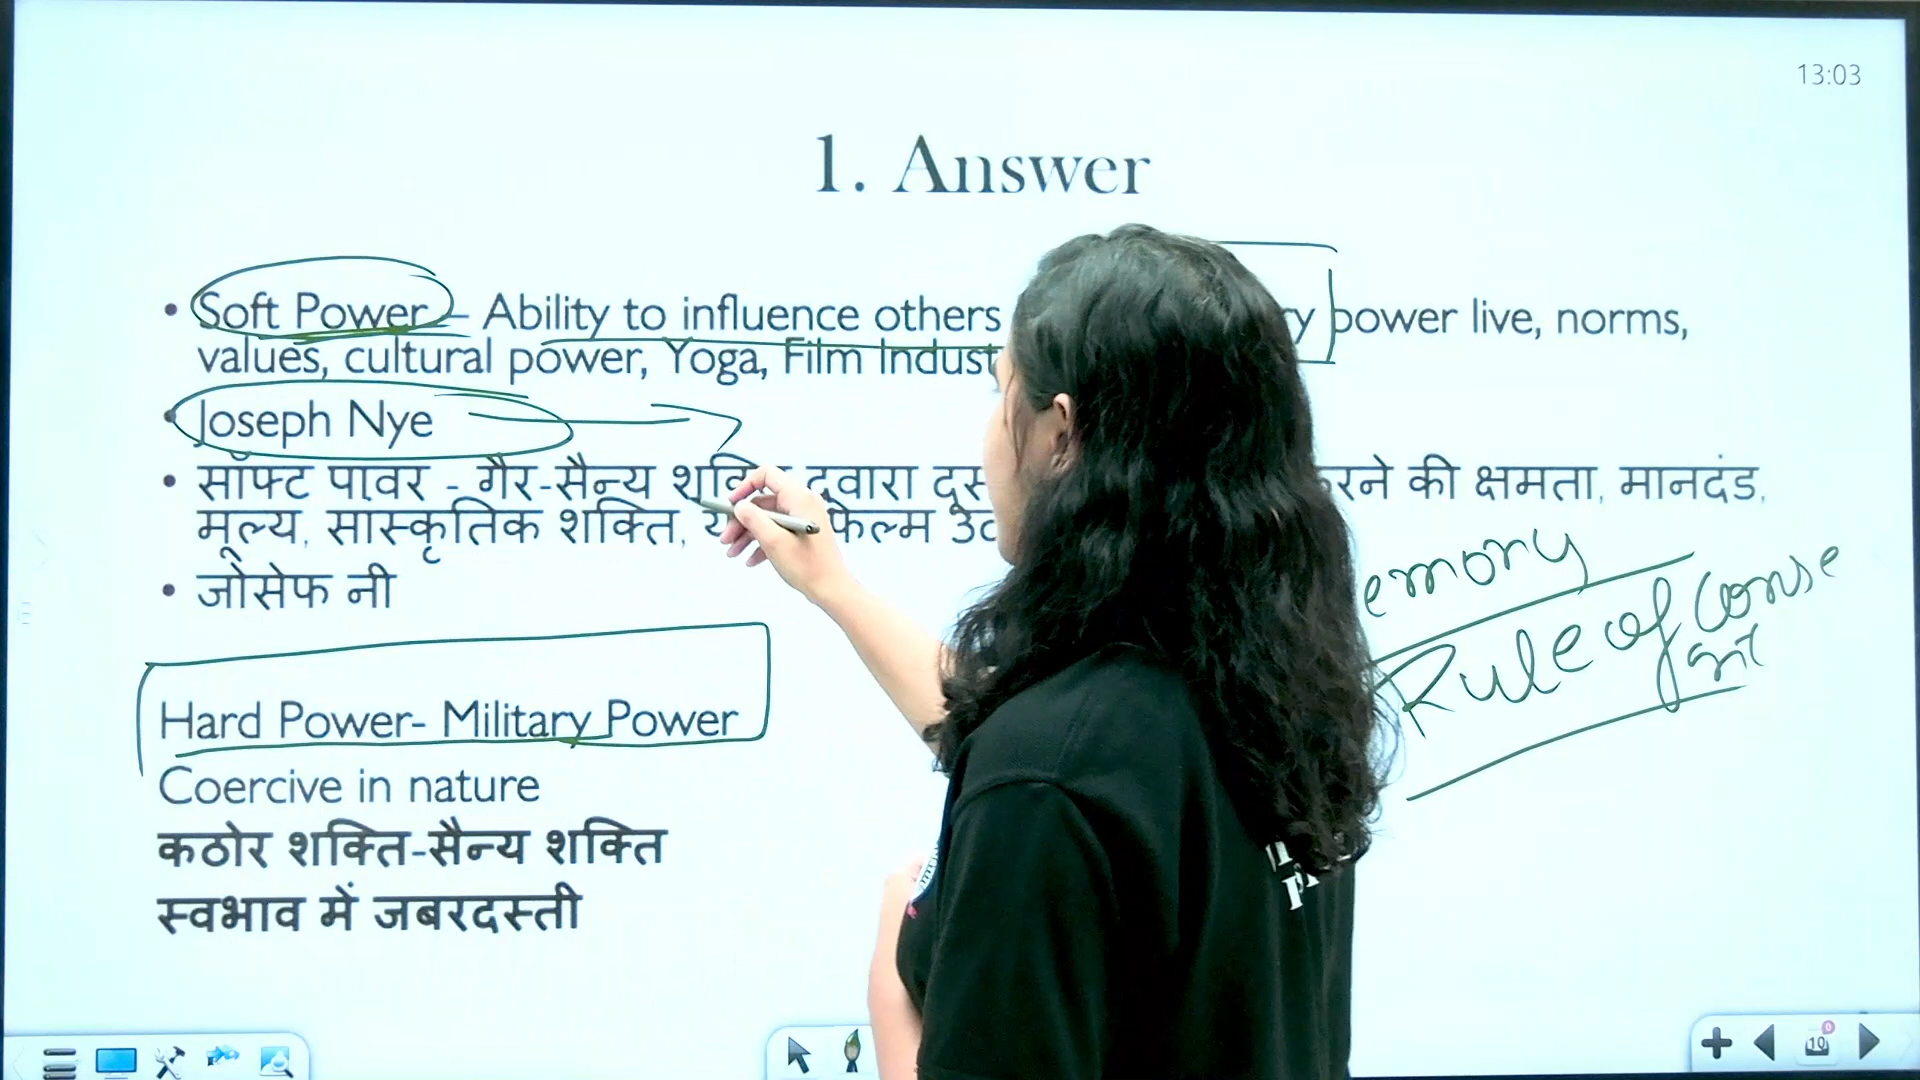 13:03
1. Answer
• Soft Power – Ability to influence others power live, norms,
values, cultural power, Yoga, Film
• Joseph Nye
• सॉफ्ट पावर - गैर-सैन्य द्वारा की क्षमता, मानदंड,
मूल्य, सांस्कृतिक शक्ति, फिल्म
• जोसेफ नी
emory
Rule of
Hard Power- Military Power
Coercive in nature
कठोर शक्ति-सैन्य शक्ति
स्वभाव में जबरदस्ती
10